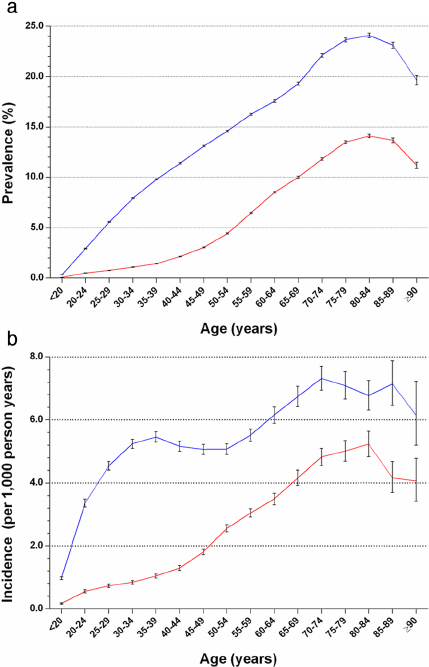 a
25.0
20.0
15.0
10.0
5.0
0.0
Prevalence (%)
<20 20-24 25-29 30-34 35-39 40-44 45-49 50-54 55-59 60-64 65-69 70-74 75-79 80-84 85-89 ≥90
Age (years)
b
8.0
6.0
4.0
2.0
0.0
Incidence (per 1,000 person years)
<20 20-24 25-29 30-34 35-39 40-44 45-49 50-54 55-59 60-64 65-69 70-74 75-79 80-84 85-89 ≥90
Age (years)